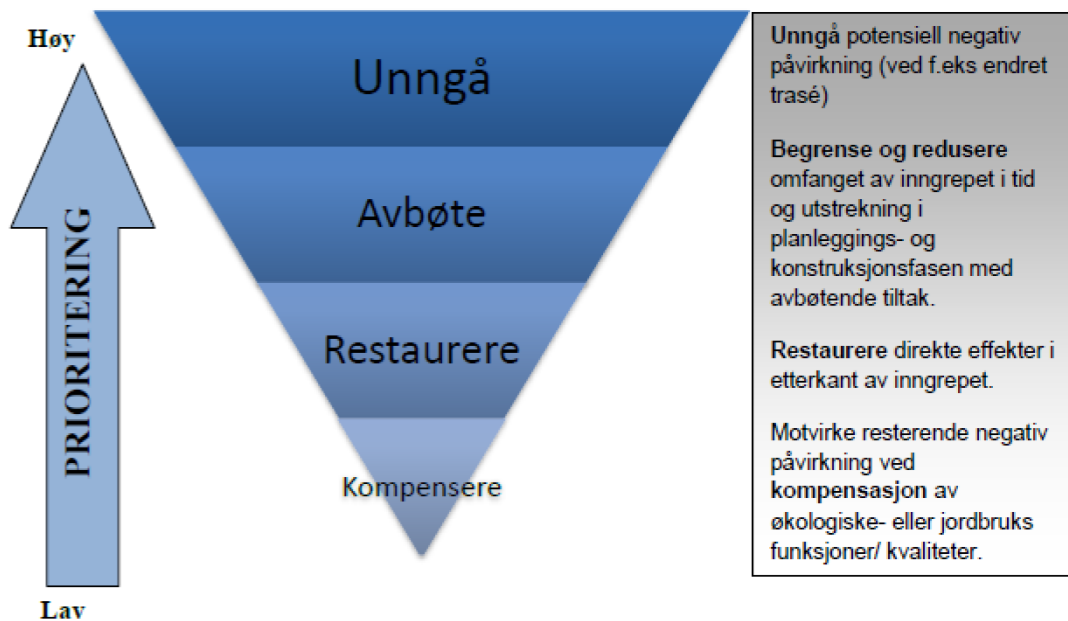 Høy
PRIORITERING
Lav
Unngå
Avbøte
Restaurere
Kompensere
Unngå potensiell negativ
påvirkning (ved f.eks endret
trasé)
Begrense og redusere
omfanget av inngrepet i tid
og utstrekning i
planleggings- og
konstruksjonsfasen med
avbøtende tiltak.
Restaurere direkte effekter i
etterkant av inngrepet.
Motvirke resterende negativ
påvirkning ved
kompensasjon av
økologiske- eller jordbruks
funksjoner/ kvaliteter.